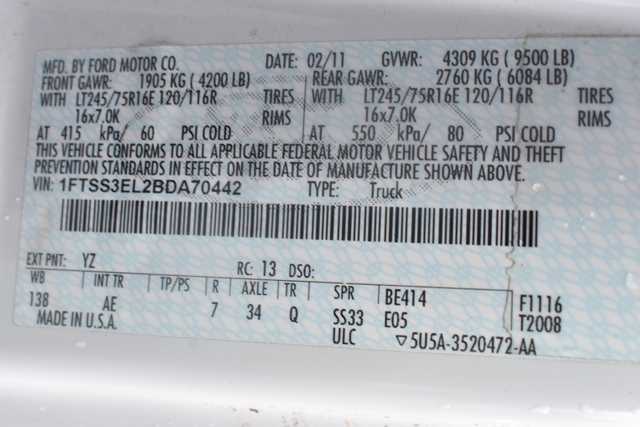 MFD. BY FORD MOTOR CO. DATE: 02/11 GVWR: 4309 KG ( 9500 LB)
FRONT GAWR: 1905 KG ( 4200 LB) REAR GAWR: 2760 KG ( 6084 LB)
WITH LT245/75R16E 120/116R TIRES WITH LT245/75R16E 120/116R TIRES
16x7.0K RIMS 16x7.0K RIMS
AT 415 kPa/ 60 PSI COLD AT 550 kPa/ 80 PSI COLD
THIS VEHICLE CONFORMS TO ALL APPLICABLE FEDERAL MOTOR VEHICLE SAFETY AND THEFT
PREVENTION STANDARDS IN EFFECT ON THE DATE OF MANUFACTURE SHOWN ABOVE.
VIN: 1FTSS3EL2BDA70442 TYPE: Truck
EXT PNT: YZ RC: 13 DSO:
WB INT TR TP/PS R AXLE TR SPR BE414 F1116
138 AE 7 34 Q SS33 E05 T2008
MADE IN U.S.A. ULC ▽5U5A-3520472-AA